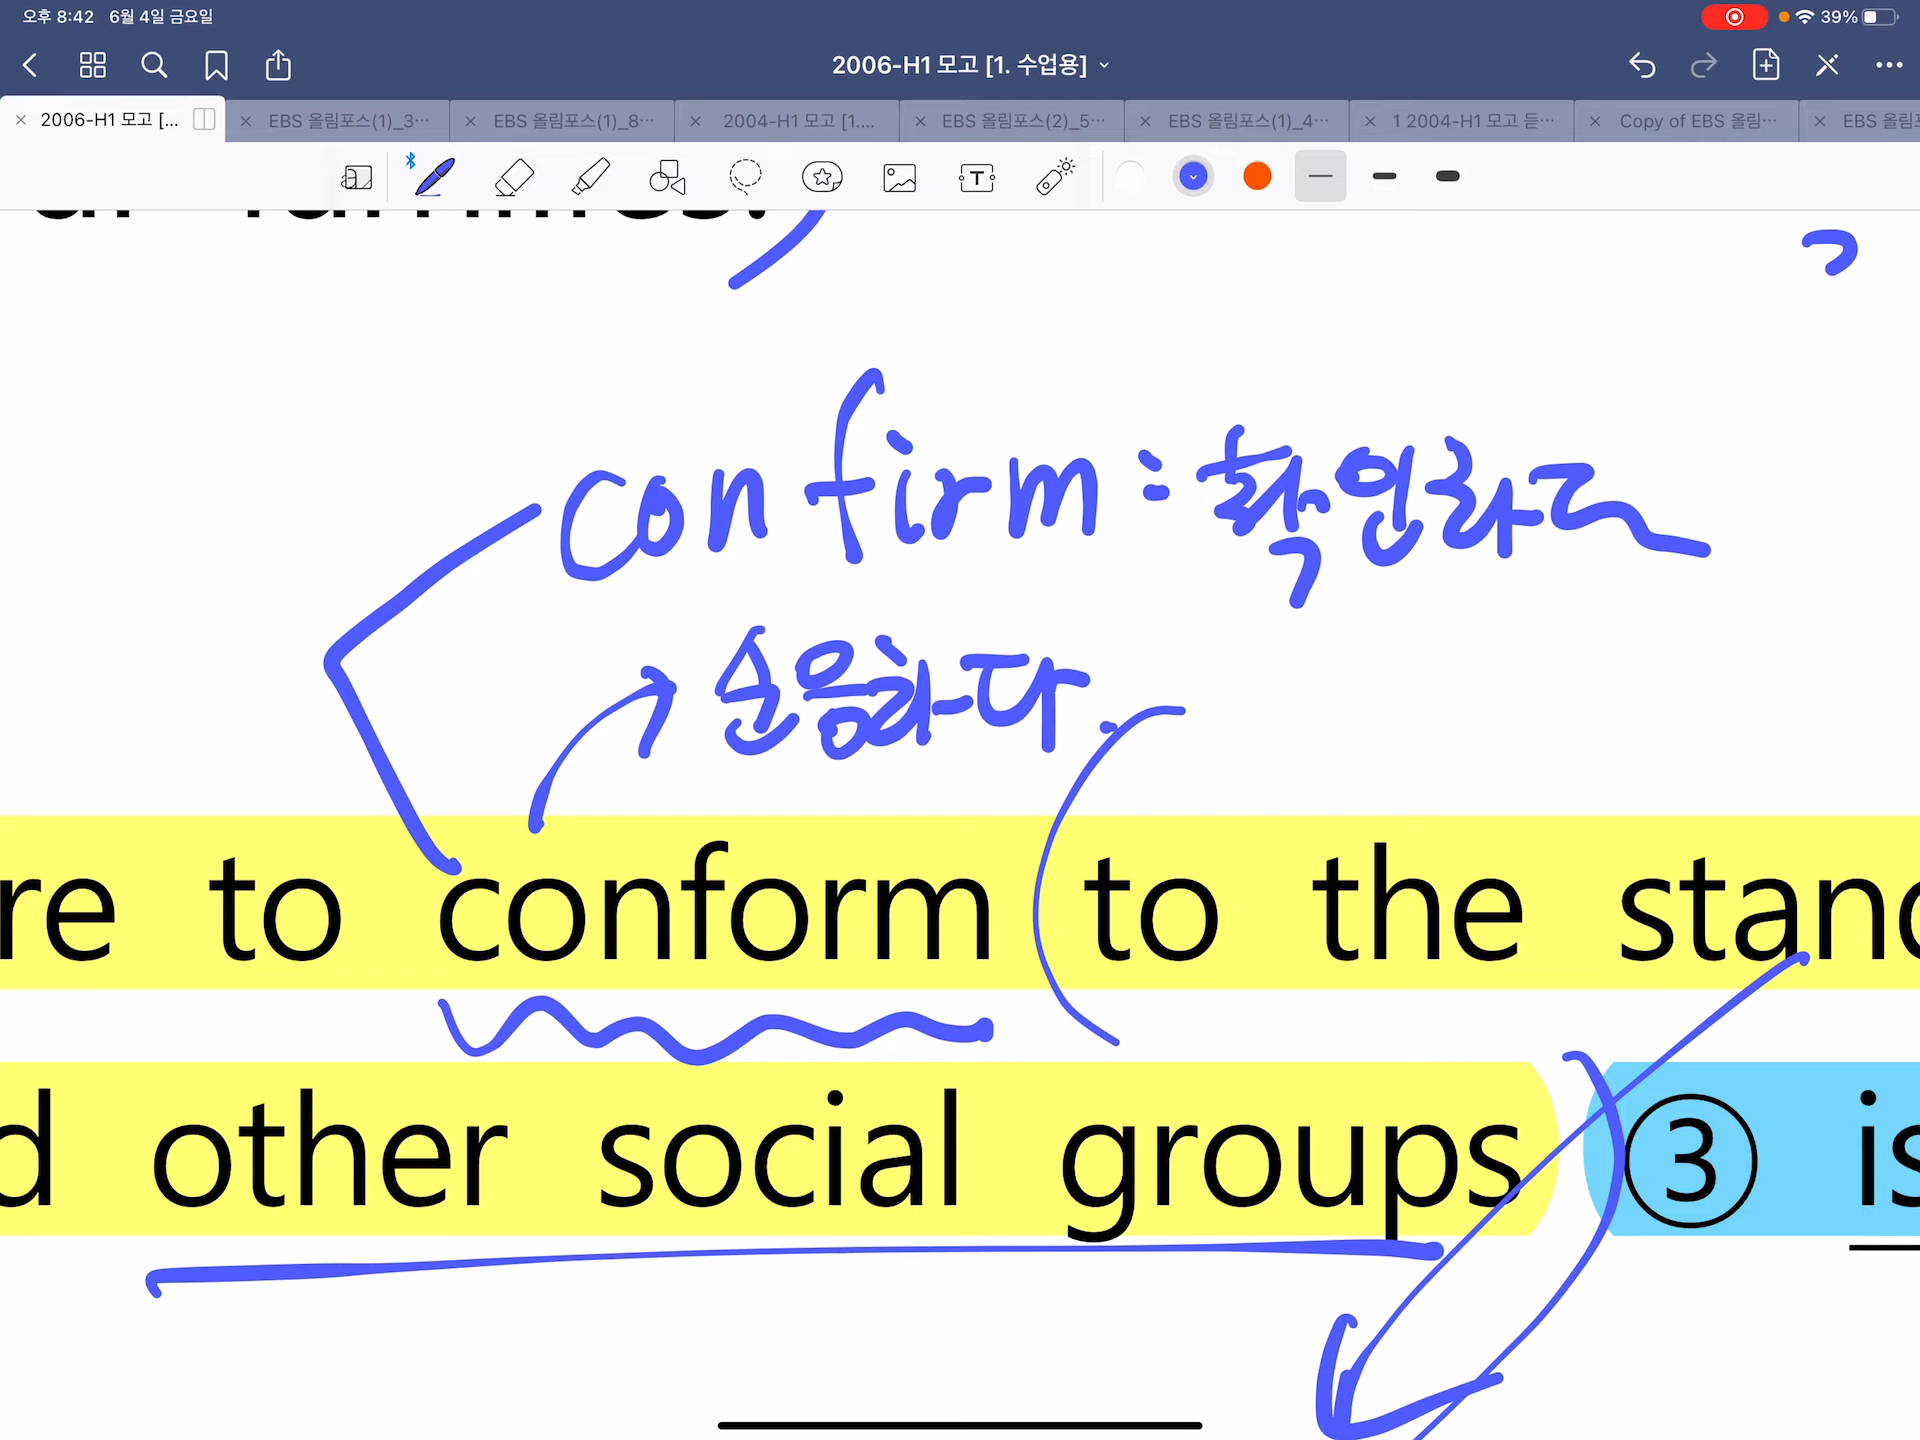 오후 8:42 6월 4일 금요일
39%
2006-H1 모고 [1. 수업용]
2006-H1 모고 [...
EBS 올림포스(1)_3...
EBS 올림포스(1)_8...
2004-H1 모고 [1....
EBS 올림포스(2)_5...
EBS 올림포스(1)_4...
1 2004-H1 모고 듣...
Copy of EBS 올림...
EBS 올림
confirm : 확인하다
순응하다.
re to conform to the stand
d other social groups ③ is